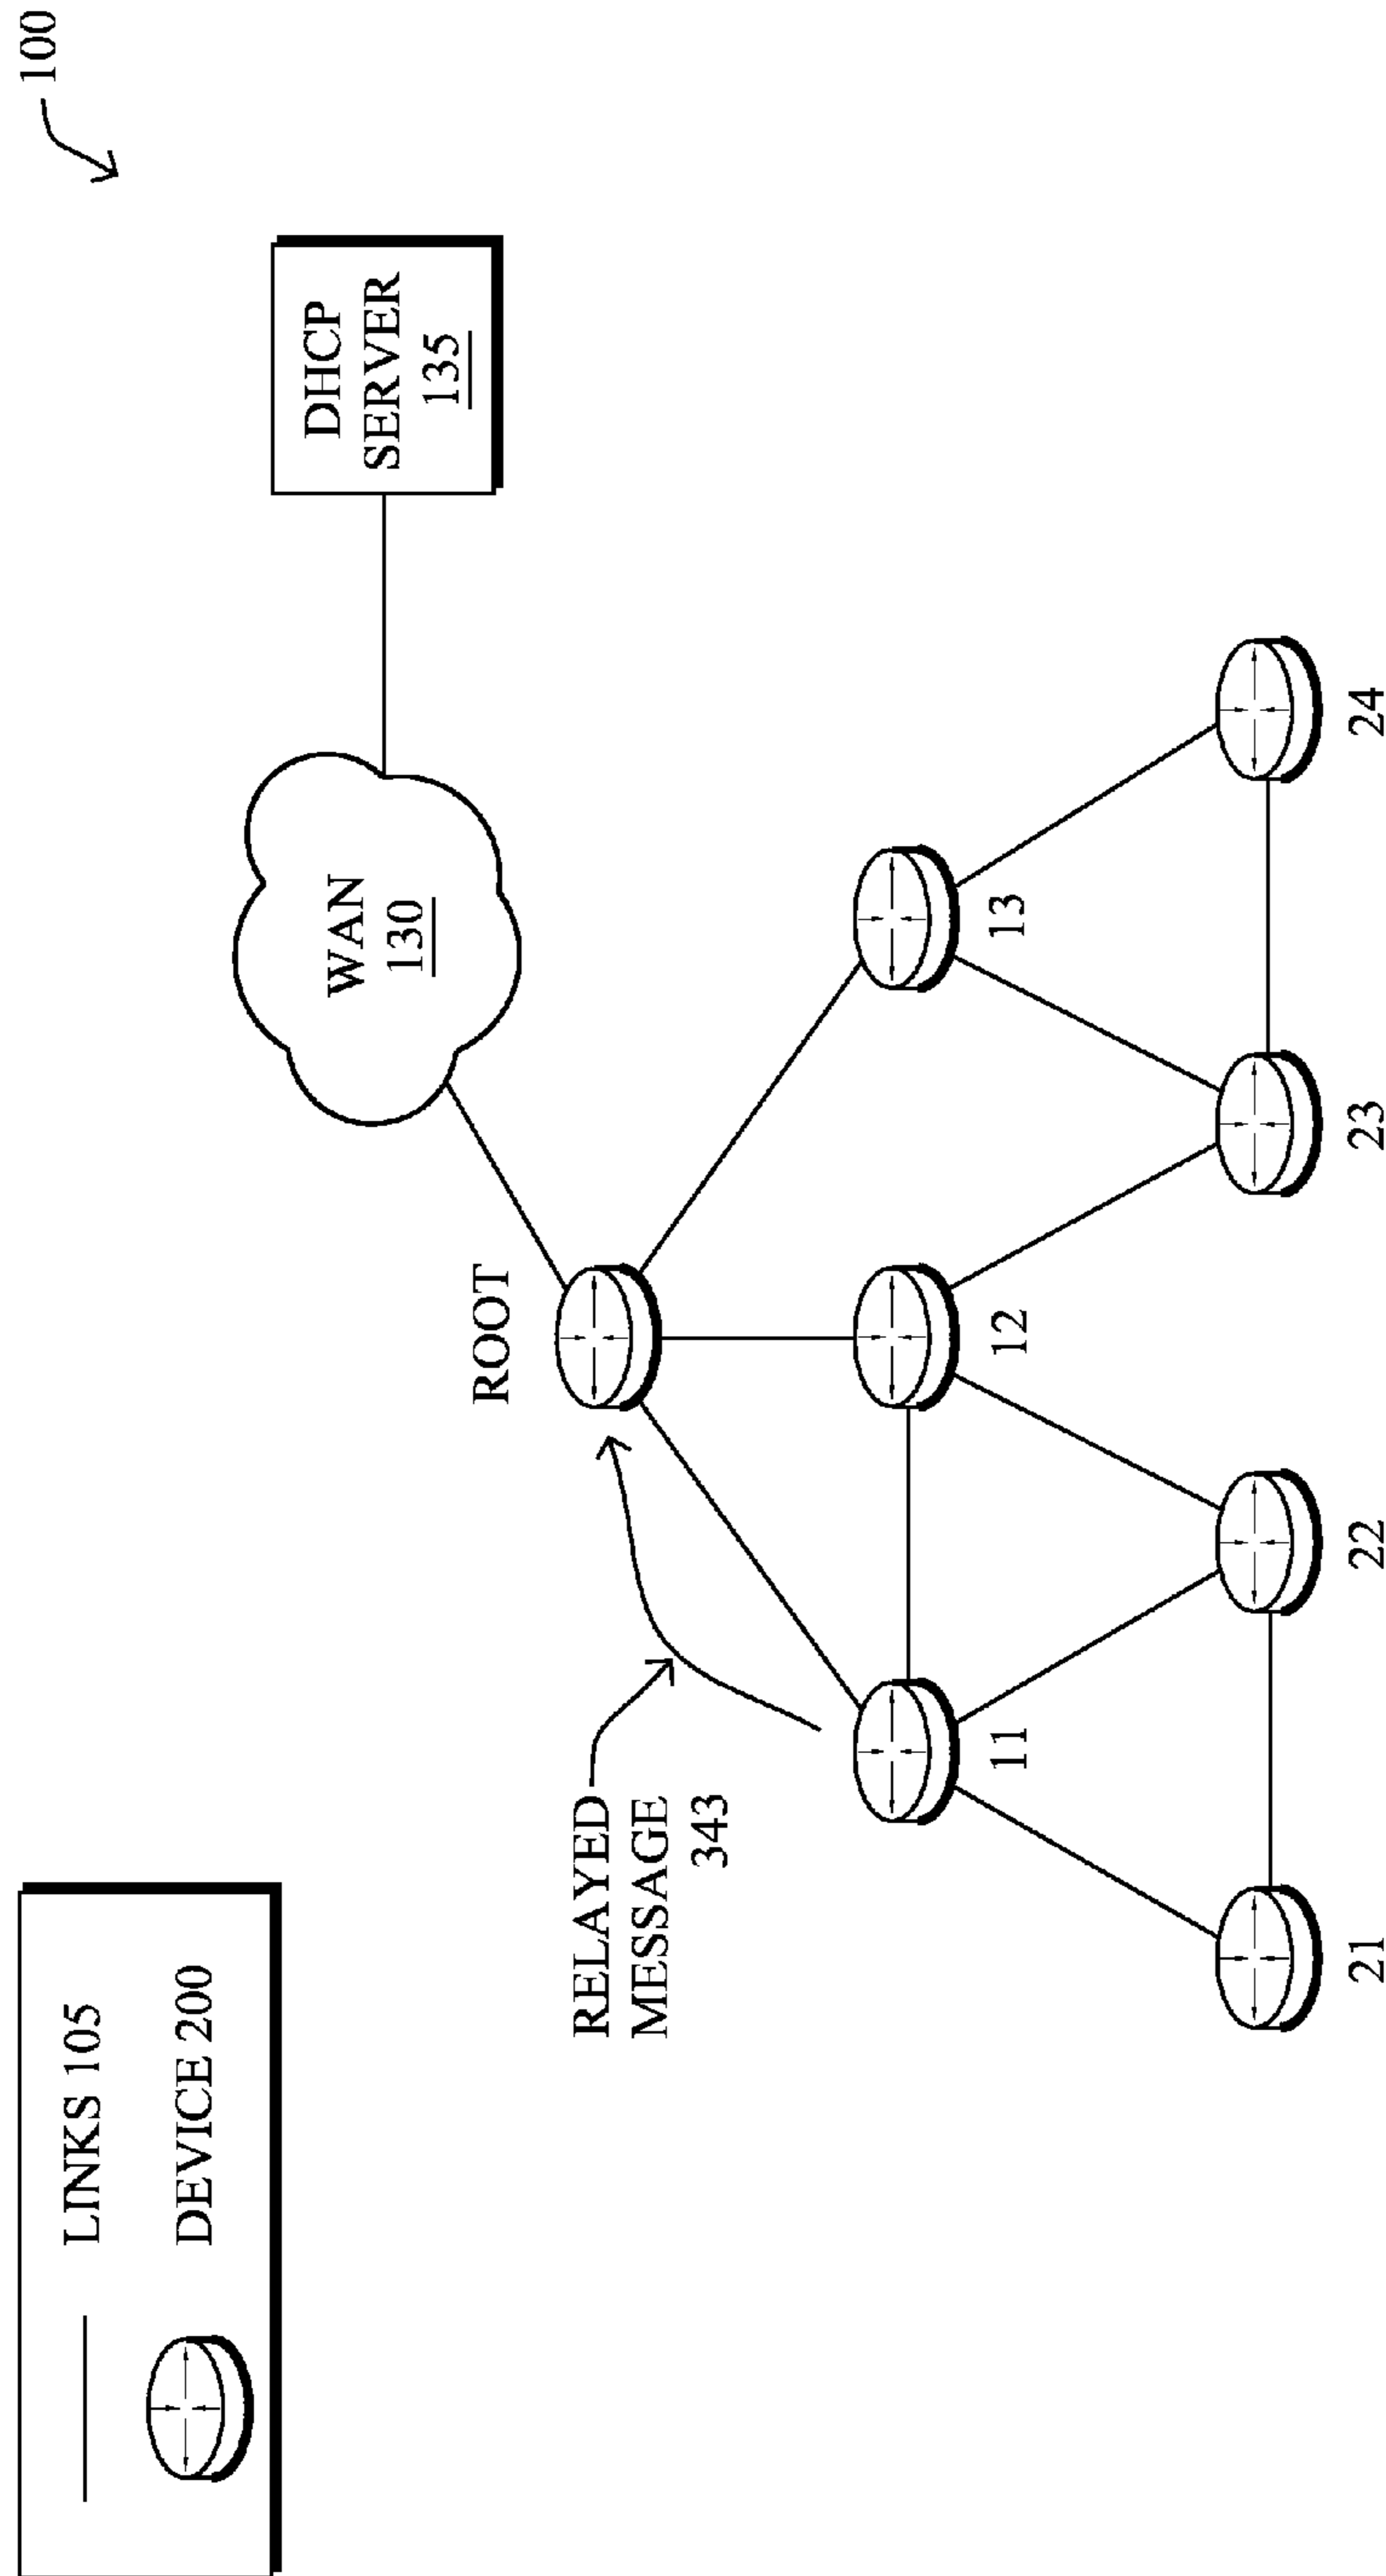 100
LINKS 105
DEVICE 200
DHCP
SERVER
135
WAN
130
ROOT
RELAYED
MESSAGE
343
11
12
13
21
22
23
24